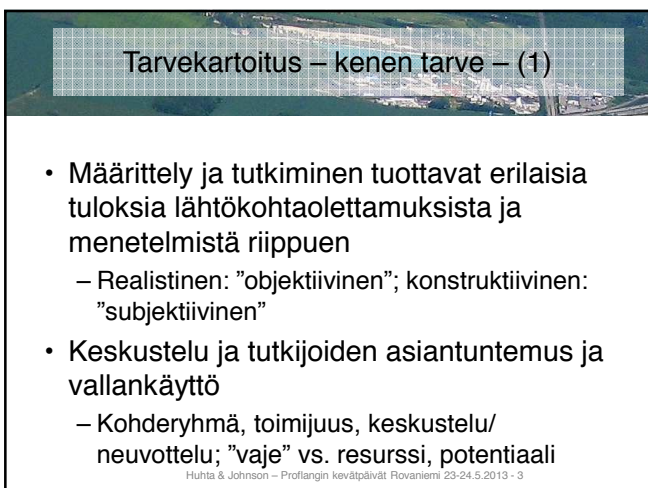 Tarvekartoitus – kenen tarve – (1)
• Määrittely ja tutkiminen tuottavat erilaisia
tuloksia lähtökohtaolettamuksista ja
menetelmistä riippuen
– Realistinen: ”objektiivinen”; konstruktiivinen:
”subjektiivinen”
• Keskustelu ja tutkijoiden asiantuntemus ja
vallankäyttö
– Kohderyhmä, toimijuus, keskustelu/
neuvottelu; ”vaje” vs. resurssi, potentiaali
Huhta & Johnson – Proflangin kevätpäivät Rovaniemi 23-24.5.2013 - 3